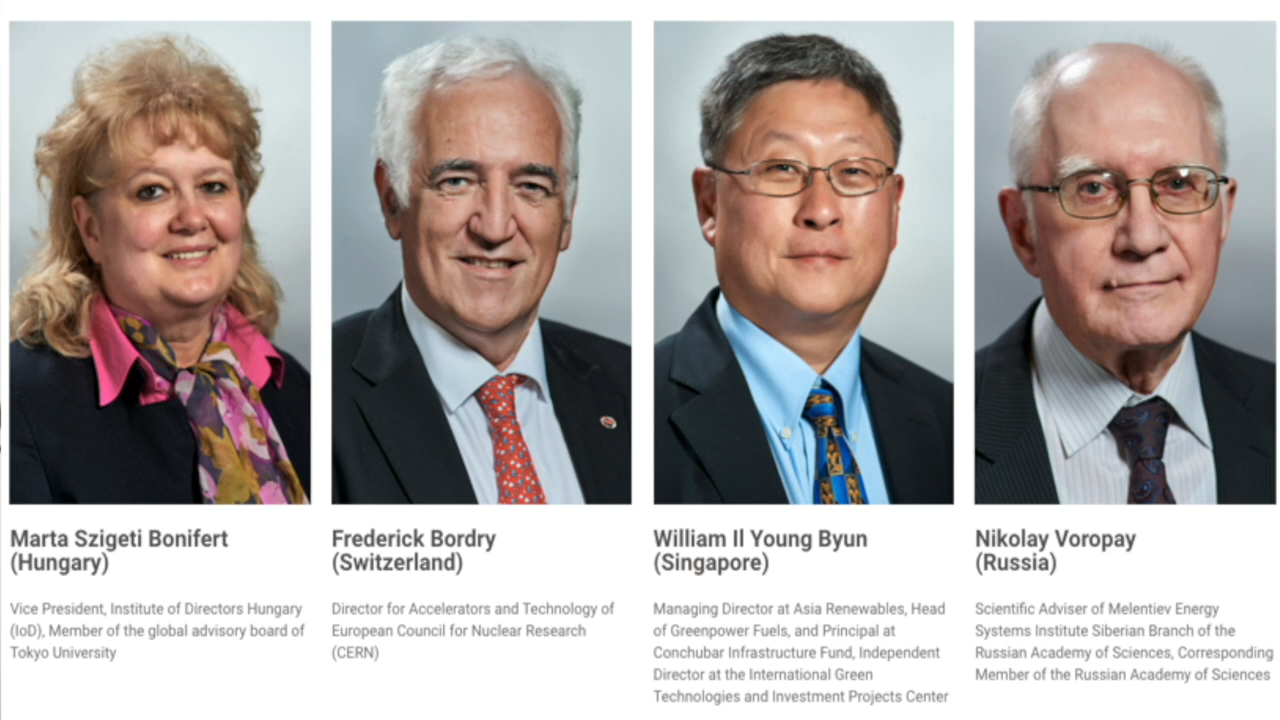 Marta Szigeti Bonifert
(Hungary)
Vice President, Institute of Directors Hungary
(IoD), Member of the global advisory board of
Tokyo University
Frederick Bordry
(Switzerland)
Director for Accelerators and Technology of
European Council for Nuclear Research
(CERN)
William Il Young Byun
(Singapore)
Managing Director at Asia Renewables, Head
of Greenpower Fuels, and Principal at
Conchubar Infrastructure Fund, Independent
Director at the International Green
Technologies and Investment Projects Center
Nikolay Voropay
(Russia)
Scientific Adviser of Melentiev Energy
Systems Institute Siberian Branch of the
Russian Academy of Sciences, Corresponding
Member of the Russian Academy of Sciences